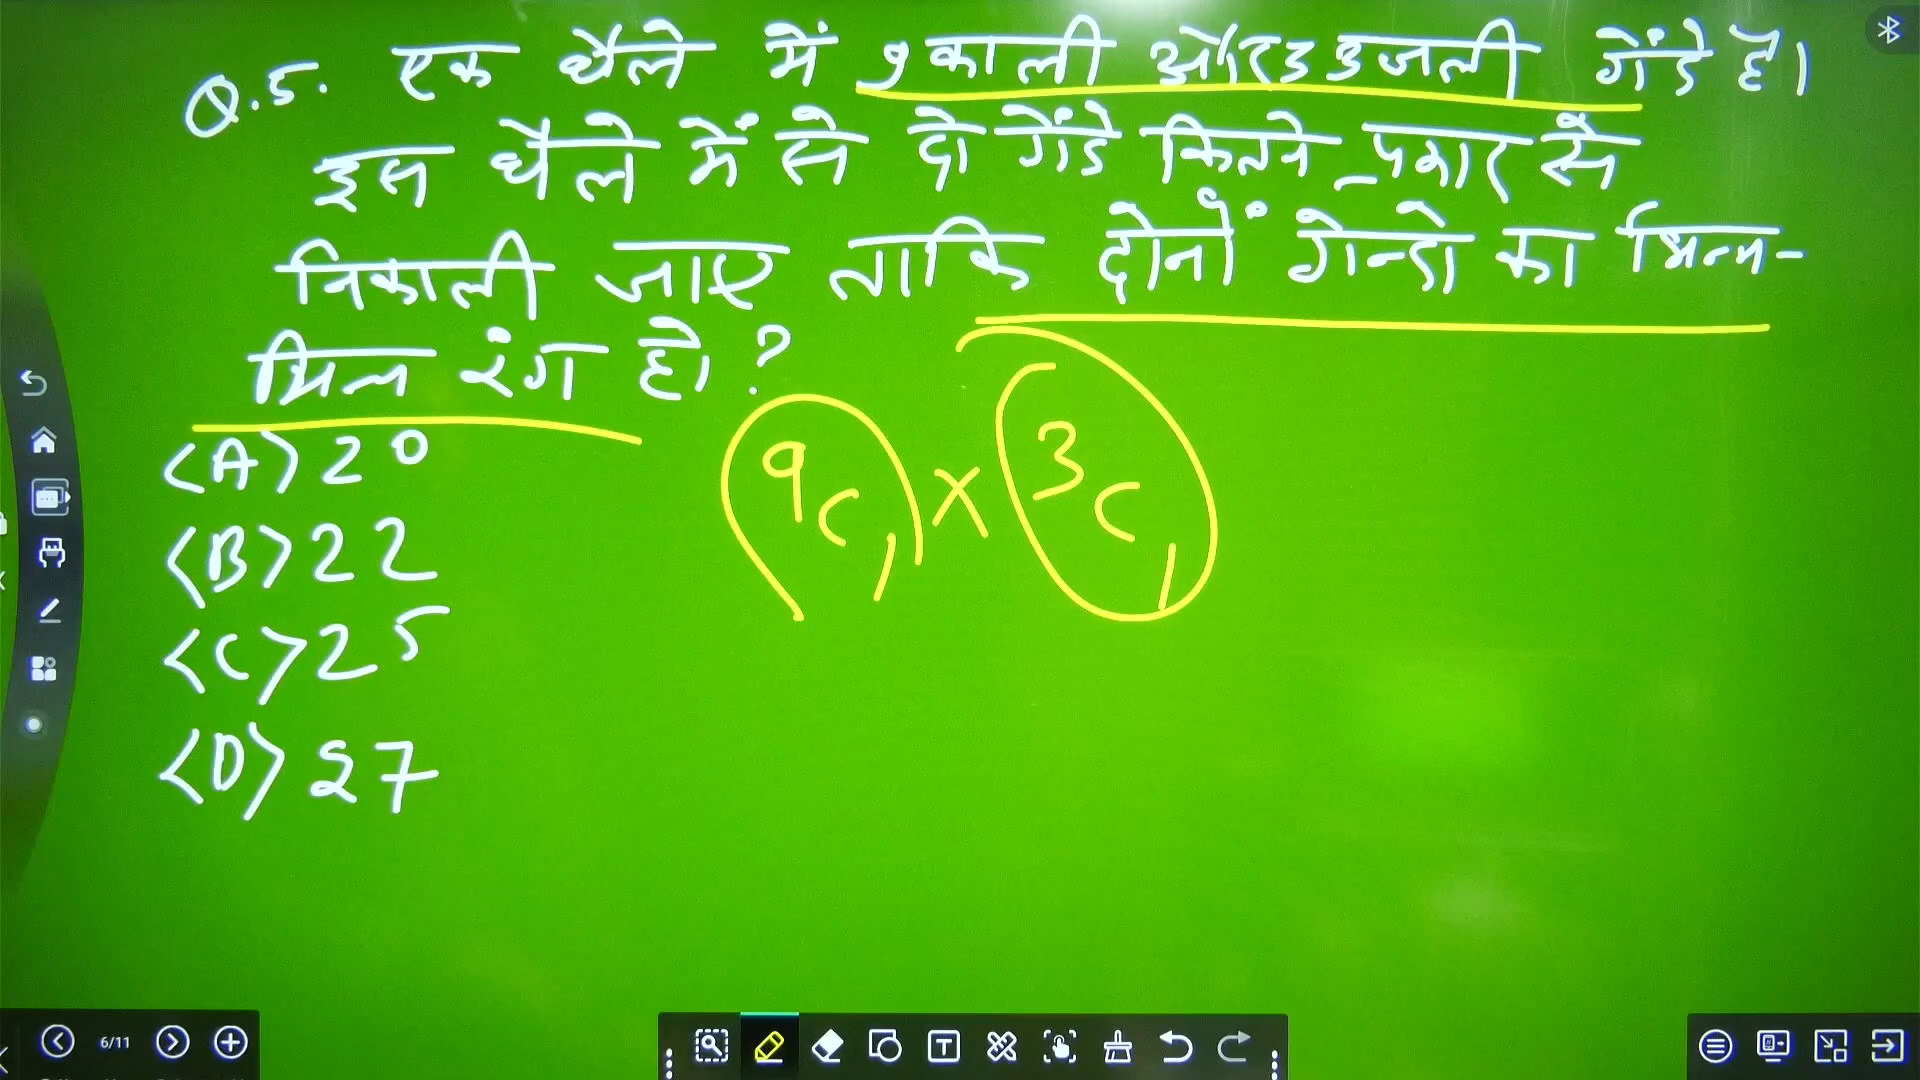 Q.5. एक थैले में 9 काली और 3 उजली गेंदे है।
इस थैले में से दो गेंदे कितने प्रकार से
निकाली जाए ताकि दोनों गेन्दो का भिन्न-
भिन्न रंग हो ?
<A> 20
<B> 22
<C> 25
<D> 27
9c1 × 3c1
6/11